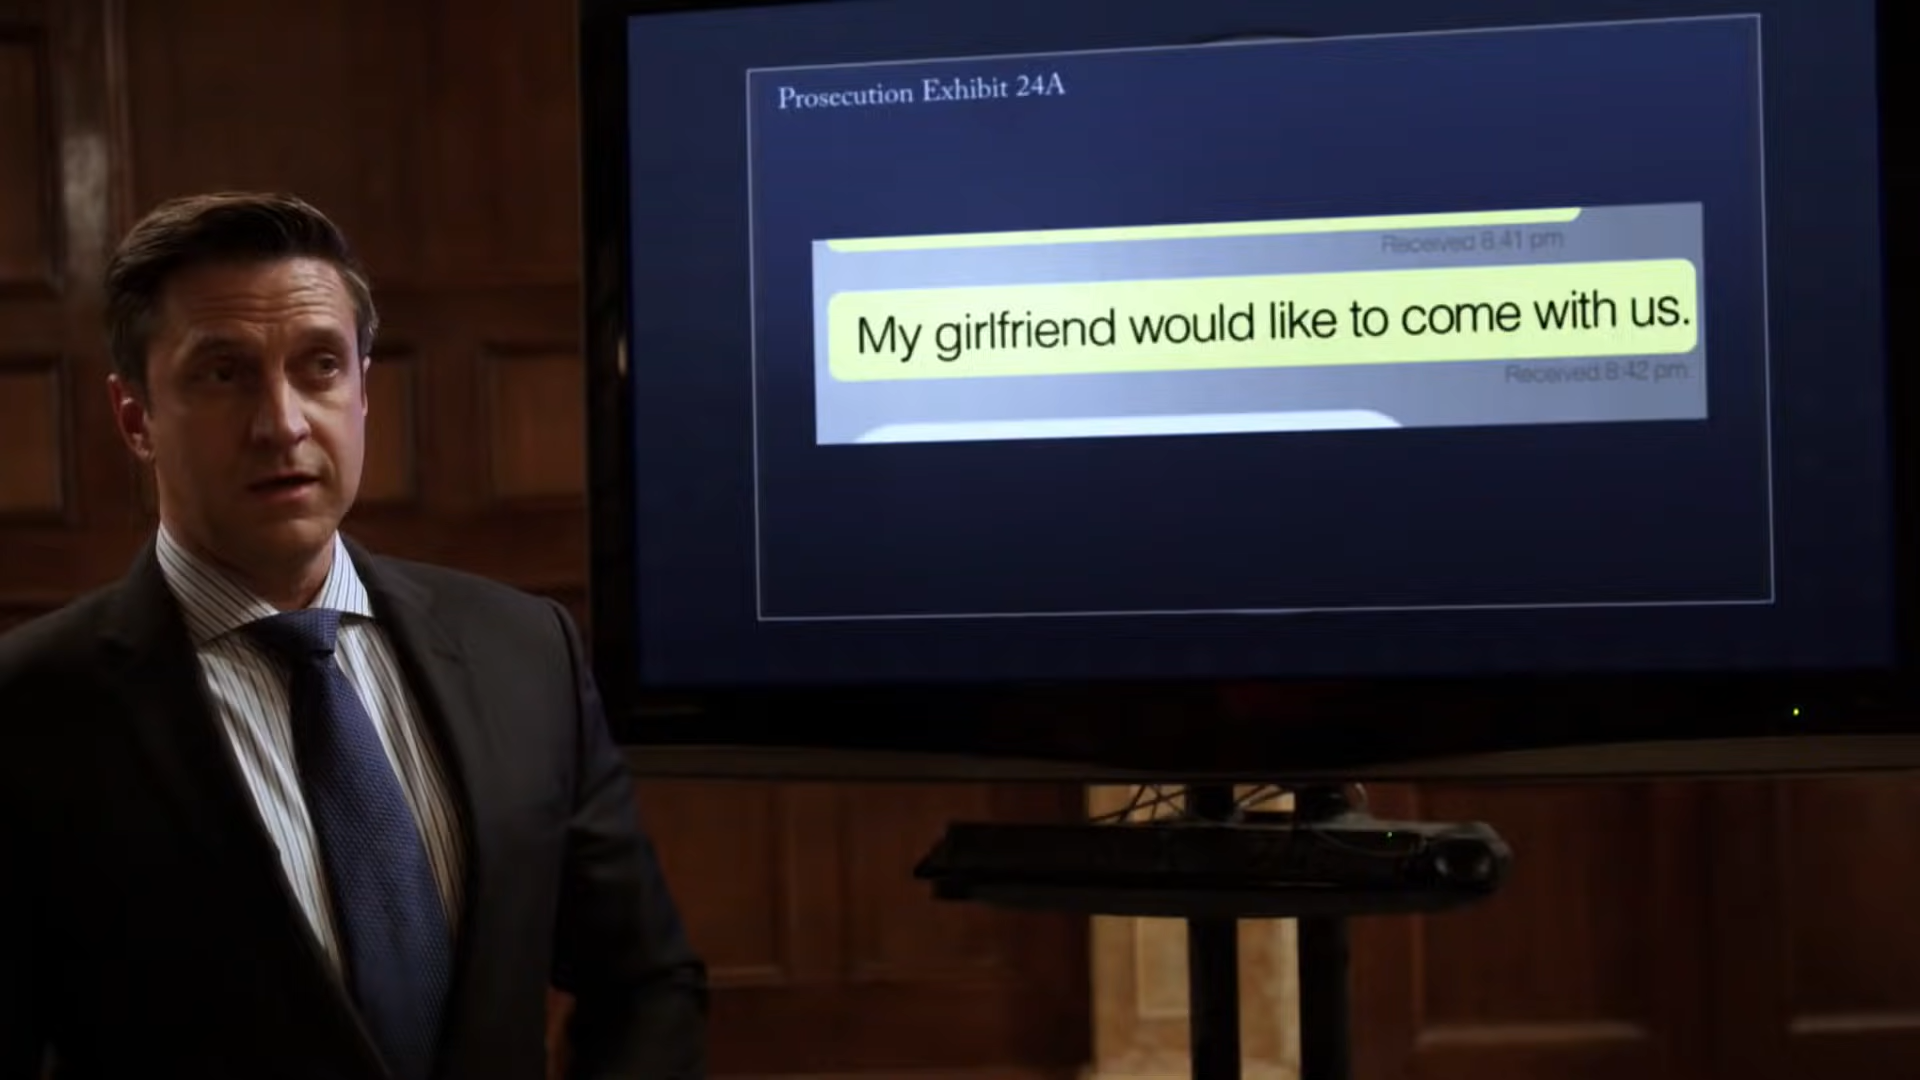 Prosecution Exhibit 24A
Received 8:41 pm
My girlfriend would like to come with us.
Received 8:42 pm